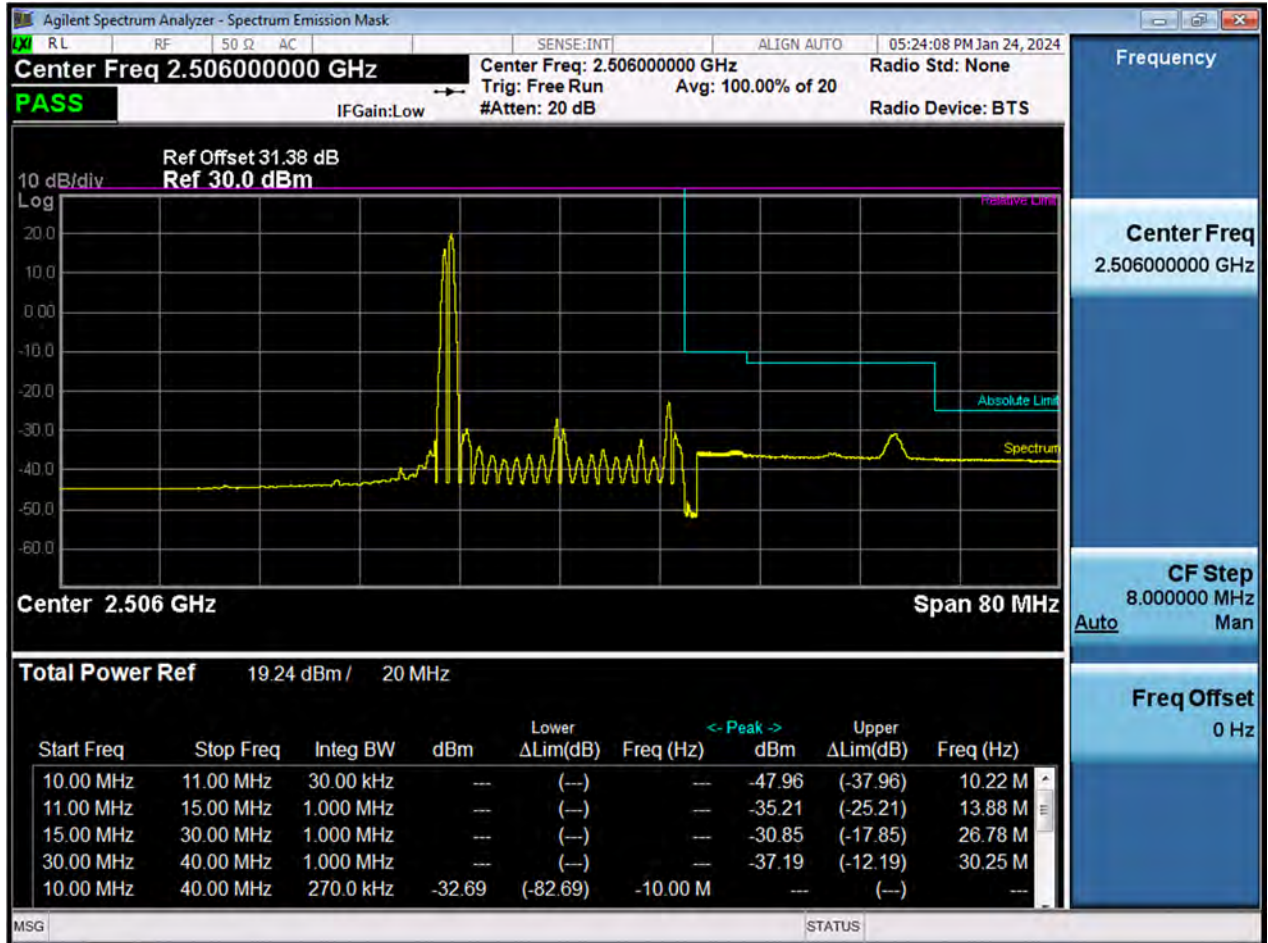 Agilent Spectrum Analyzer - Spectrum Emission Mask
LXI RL RF 50 Ω AC SENSE:INT ALIGN AUTO 05:24:08 PM Jan 24, 2024
Center Freq 2.506000000 GHz Center Freq: 2.506000000 GHz Radio Std: None
Trig: Free Run Avg: 100.00% of 20
PASS IFGain:Low #Atten: 20 dB Radio Device: BTS
Ref Offset 31.38 dB
10 dB/div Ref 30.0 dBm
Log
Relative Limit
20.0
10.0
0.00
-10.0
-20.0
Absolute Limit
-30.0
Spectrum
-40.0
-50.0
-60.0
Center 2.506 GHz Span 80 MHz
Total Power Ref 19.24 dBm / 20 MHz
Lower <- Peak -> Upper
Start Freq Stop Freq Integ BW dBm ΔLim(dB) Freq (Hz) dBm ΔLim(dB) Freq (Hz)
10.00 MHz 11.00 MHz 30.00 kHz --- (---) --- -47.96 (-37.96) 10.22 M
11.00 MHz 15.00 MHz 1.000 MHz --- (---) --- -35.21 (-25.21) 13.88 M
15.00 MHz 30.00 MHz 1.000 MHz --- (---) --- -30.85 (-17.85) 26.78 M
30.00 MHz 40.00 MHz 1.000 MHz --- (---) --- -37.19 (-12.19) 30.25 M
10.00 MHz 40.00 MHz 270.0 kHz -32.69 (-82.69) -10.00 M --- (---) ---
MSG STATUS
Frequency
Center Freq
2.506000000 GHz
CF Step
8.000000 MHz
Auto Man
Freq Offset
0 Hz